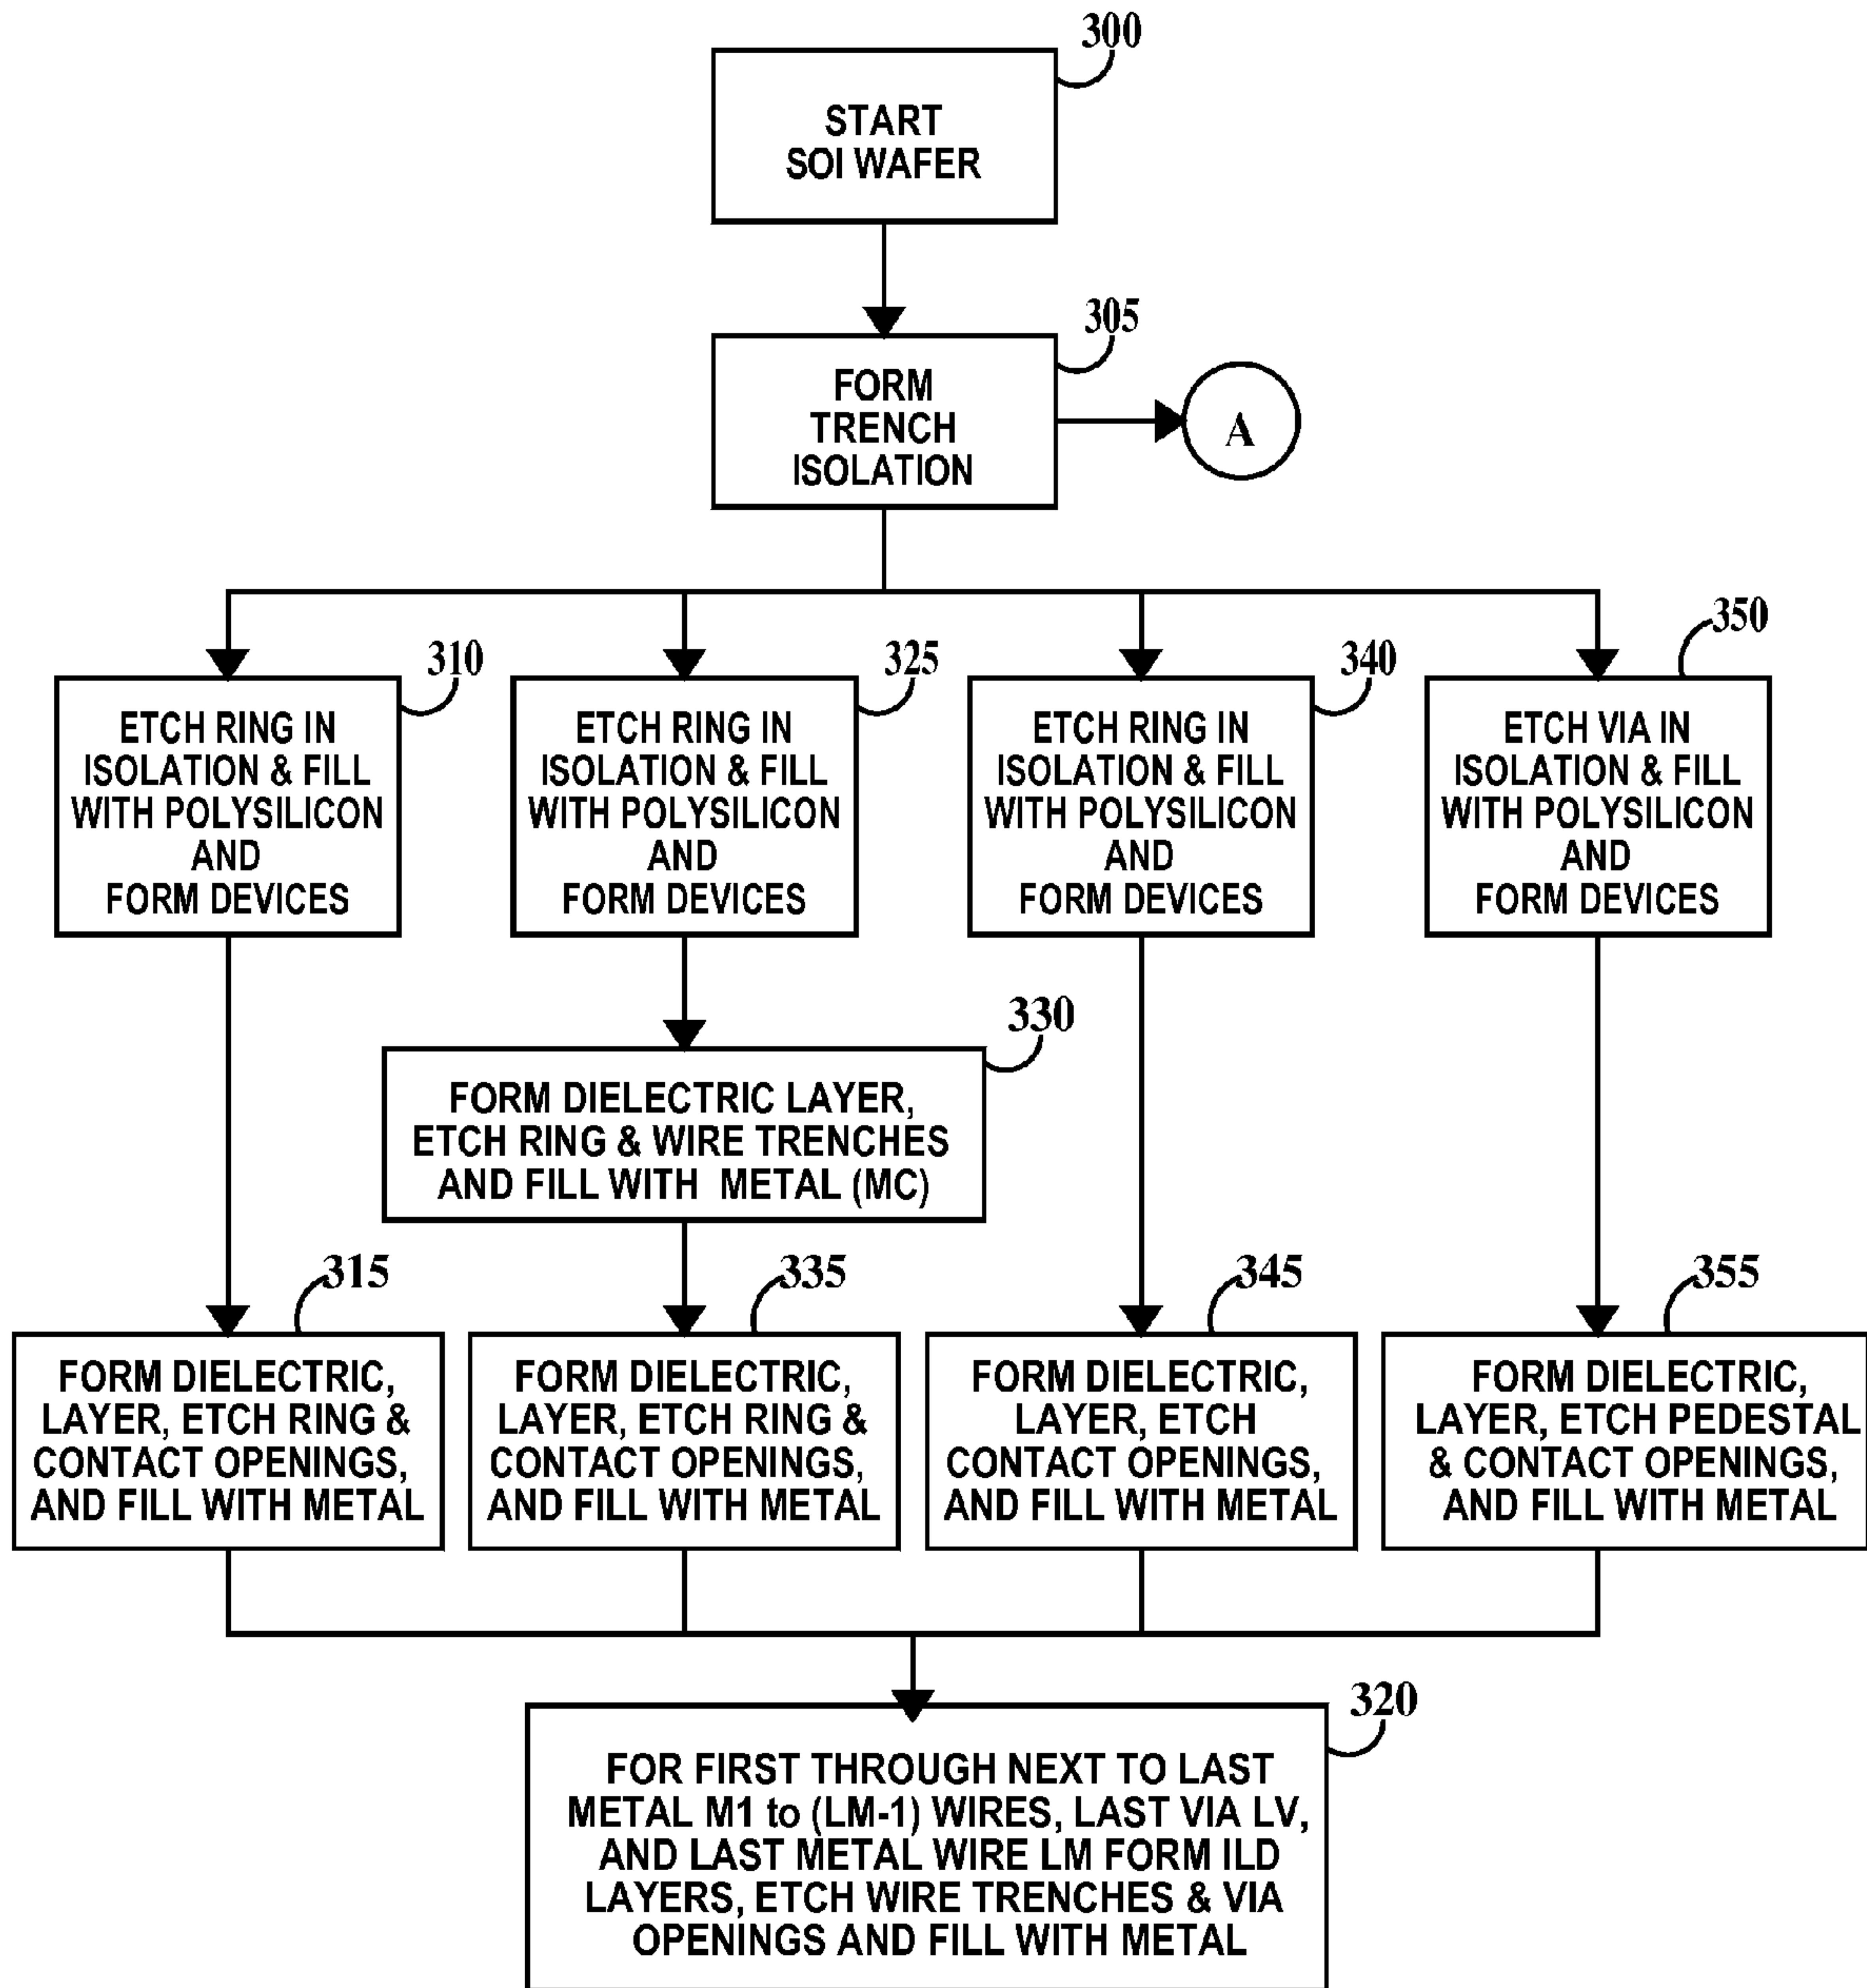 300
START
SOI WAFER
305
FORM
TRENCH
ISOLATION
A
310
ETCH RING IN
ISOLATION & FILL
WITH POLYSILICON
AND
FORM DEVICES
325
ETCH RING IN
ISOLATION & FILL
WITH POLYSILICON
AND
FORM DEVICES
340
ETCH RING IN
ISOLATION & FILL
WITH POLYSILICON
AND
FORM DEVICES
350
ETCH VIA IN
ISOLATION & FILL
WITH POLYSILICON
AND
FORM DEVICES
330
FORM DIELECTRIC LAYER,
ETCH RING & WIRE TRENCHES
AND FILL WITH METAL (MC)
315
FORM DIELECTRIC,
LAYER, ETCH RING &
CONTACT OPENINGS,
AND FILL WITH METAL
335
FORM DIELECTRIC,
LAYER, ETCH RING &
CONTACT OPENINGS,
AND FILL WITH METAL
345
FORM DIELECTRIC,
LAYER, ETCH
CONTACT OPENINGS,
AND FILL WITH METAL
355
FORM DIELECTRIC,
LAYER, ETCH PEDESTAL
& CONTACT OPENINGS,
AND FILL WITH METAL
320
FOR FIRST THROUGH NEXT TO LAST
METAL M1 to (LM-1) WIRES, LAST VIA LV,
AND LAST METAL WIRE LM FORM ILD
LAYERS, ETCH WIRE TRENCHES & VIA
OPENINGS AND FILL WITH METAL